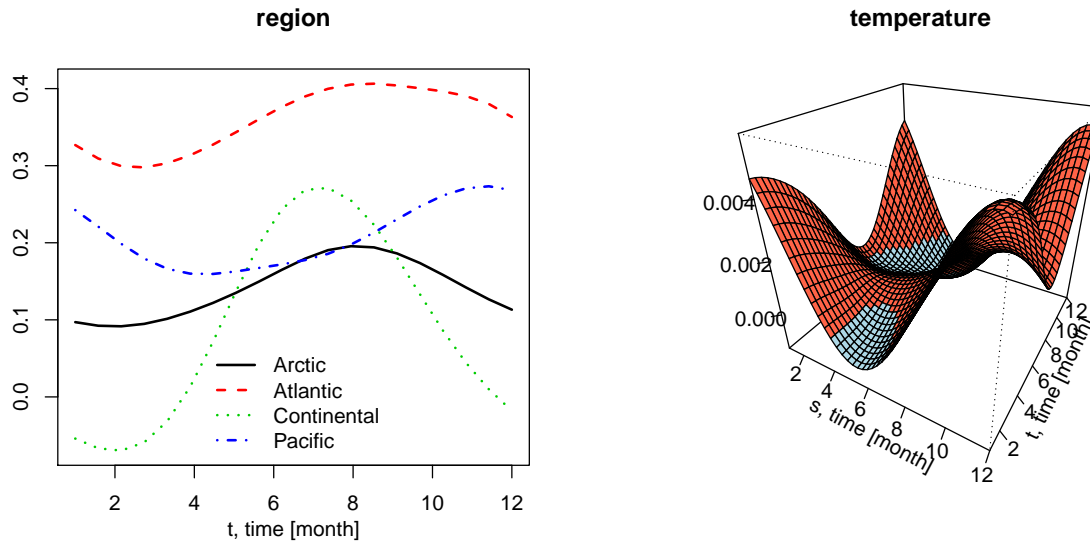 region
0.4
0.3
0.2
0.1
0.0
Arctic
Atlantic
Continental
Pacific
2 4 6 8 10 12
t, time [month]
temperature
0.004
0.002
0.000
2 4 6 8 10 12
s, time [month]
2 4 6 8 10 12
t, time [month]